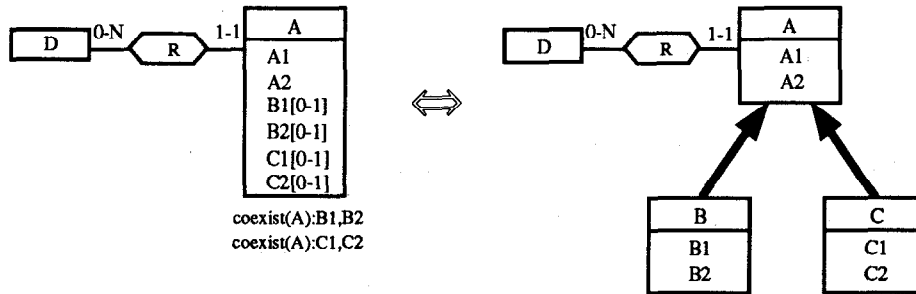 D 0-N R 1-1 A
A1
A2
B1[0-1]
B2[0-1]
C1[0-1]
C2[0-1]
coexist(A):B1,B2
coexist(A):C1,C2
D 0-N R 1-1 A
A1
A2
B
B1
B2
C
C1
C2